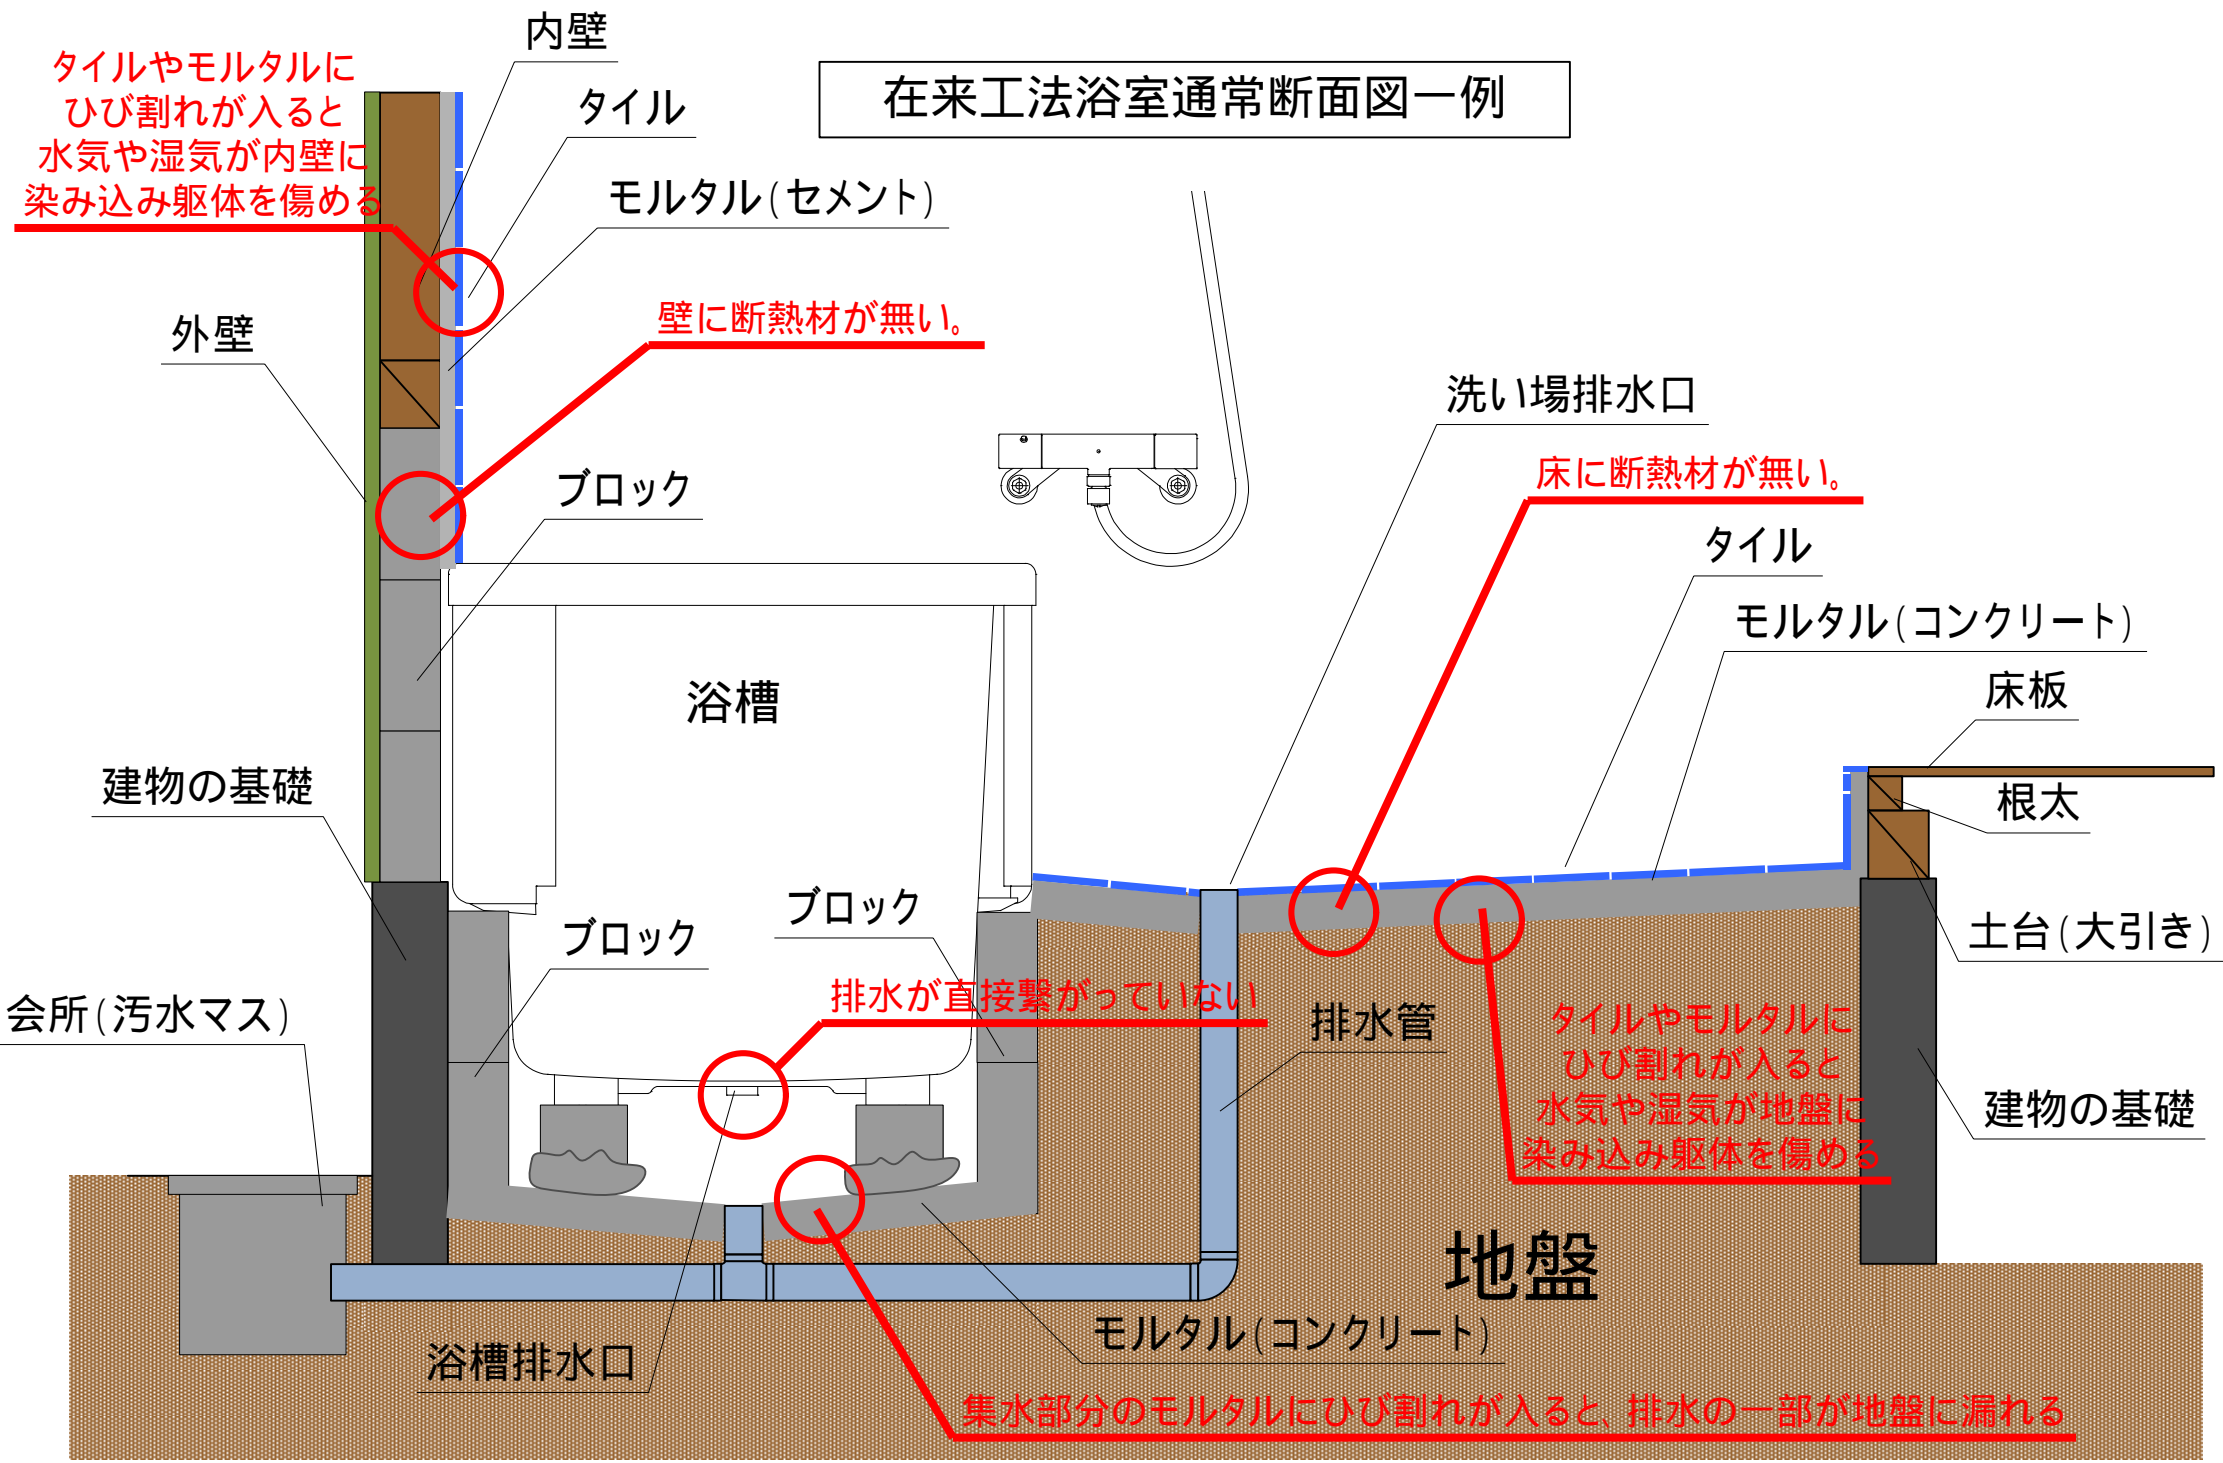 内壁
タイルやモルタルに
ひび割れが入ると
水気や湿気が内壁に
染み込み躯体を傷める
タイル
在来工法浴室通常断面図一例
モルタル(セメント)
壁に断熱材が無い。
外壁
洗い場排水口
ブロック
床に断熱材が無い。
タイル
モルタル(コンクリート)
床板
浴槽
建物の基礎
根太
ブロック
ブロック
土台(大引き)
排水が直接繋がっていない
会所(汚水マス)
排水管
タイルやモルタルに
ひび割れが入ると
水気や湿気が地盤に
染み込み躯体を傷める
建物の基礎
地盤
モルタル(コンクリート)
浴槽排水口
集水部分のモルタルにひび割れが入ると、排水の一部が地盤に漏れる